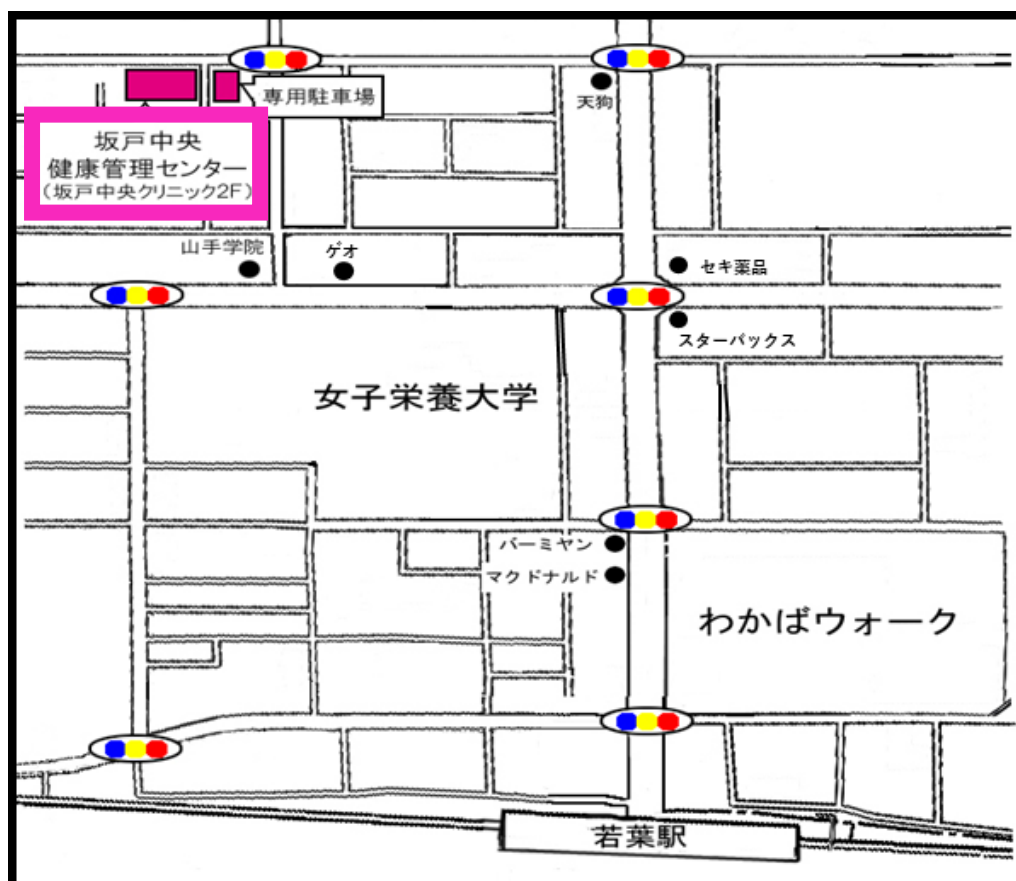 専用駐車場
天狗
坂戸中央
健康管理センター
(坂戸中央クリニック2F)
山手学院
ゲオ
セキ薬品
スターバックス
女子栄養大学
バーミヤン
マクドナルド
わかばウォーク
若葉駅